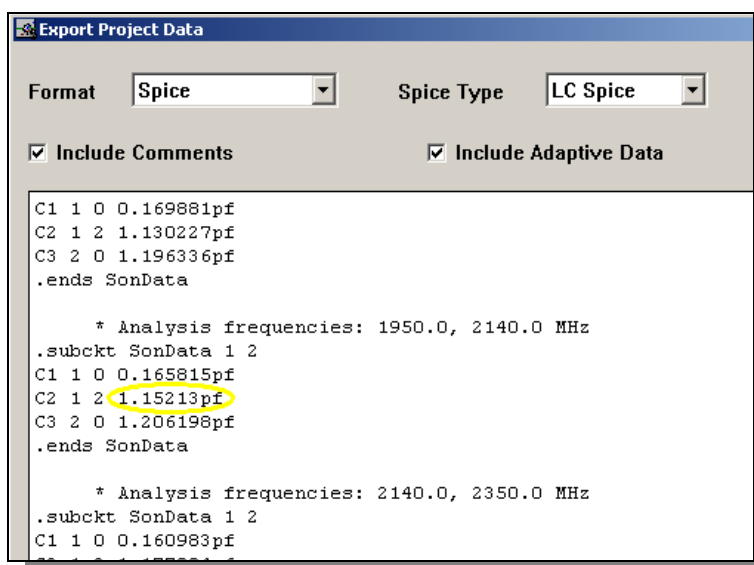 Export Project Data
Format Spice Spice Type LC Spice
Include Comments Include Adaptive Data
C1 1 0 0.169881pf
C2 1 2 1.130227pf
C3 2 0 1.196336pf
.ends SonData
* Analysis frequencies: 1950.0, 2140.0 MHz
.subckt SonData 1 2
C1 1 0 0.165815pf
C2 1 2 1.15213pf
C3 2 0 1.206198pf
.ends SonData
* Analysis frequencies: 2140.0, 2350.0 MHz
.subckt SonData 1 2
C1 1 0 0.160983pf